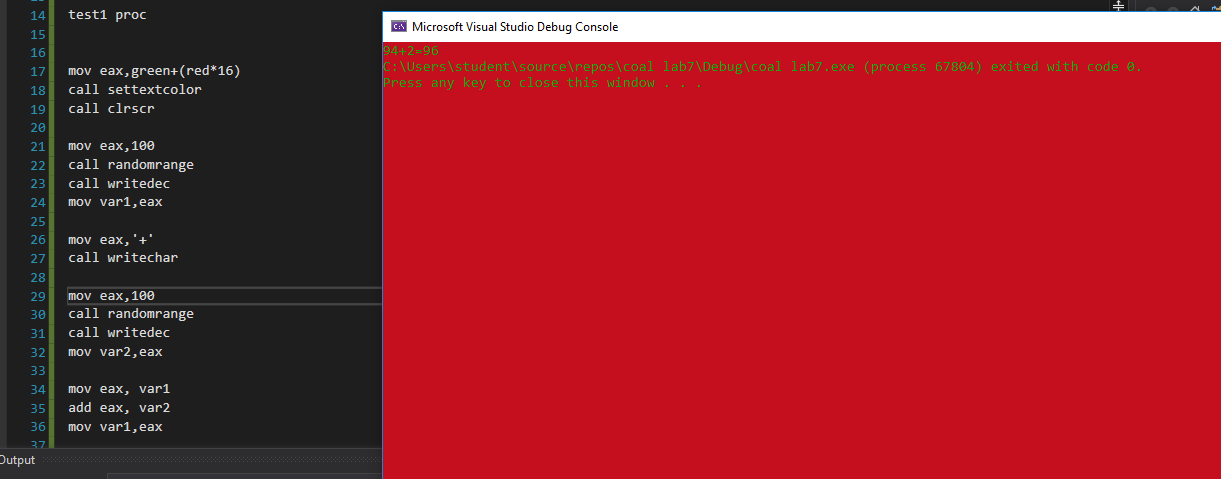 14 test1 proc
15
16
17 mov eax,green+(red*16)
18 call settextcolor
19 call clrscr
20
21 mov eax,100
22 call randomrange
23 call writedec
24 mov var1,eax
25
26 mov eax,'+'
27 call writechar
28
29 mov eax,100
30 call randomrange
31 call writedec
32 mov var2,eax
33
34 mov eax, var1
35 add eax, var2
36 mov var1,eax
37
Output
Microsoft Visual Studio Debug Console
94+2=96
C:\Users\student\source\repos\coal lab7\Debug\coal lab7.exe (process 67804) exited with code 0.
Press any key to close this window . . .